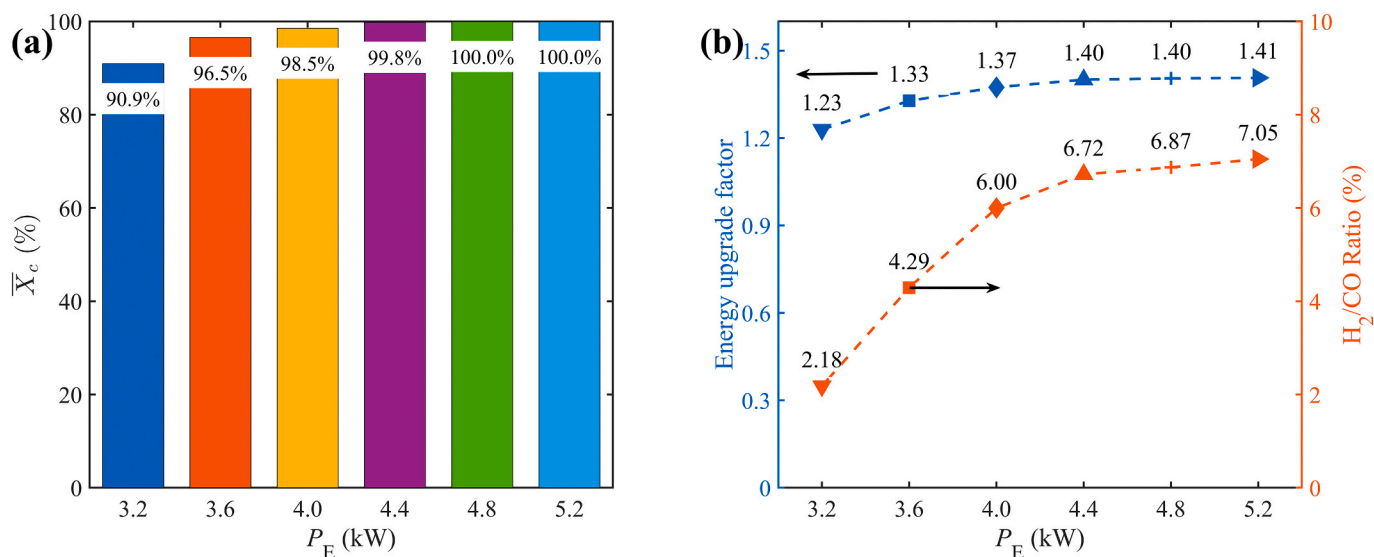 (a)
100
80
60
40
20
0
X̅_c (%)
90.9%
96.5%
98.5%
99.8%
100.0%
100.0%
3.2 3.6 4.0 4.4 4.8 5.2
P_E (kW)
(b)
1.5
1.2
0.9
0.6
0.3
0
Energy upgrade factor
1.23 1.33 1.37 1.40 1.40 1.41
2.18 4.29 6.00 6.72 6.87 7.05
10
8
6
4
2
0
H₂/CO Ratio (%)
3.2 3.6 4.0 4.4 4.8 5.2
P_E (kW)